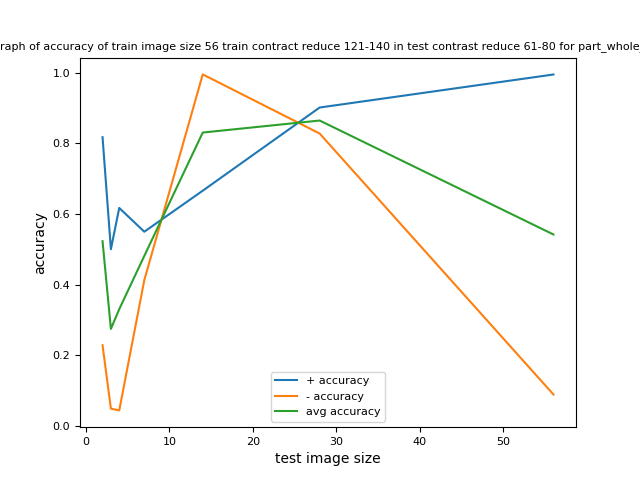 raph of accuracy of train image size 56 train contract reduce 121-140 in test contrast reduce 61-80 for part_whole_
1.0
0.8
0.6
0.4
0.2
0.0
accuracy
+ accuracy
- accuracy
avg accuracy
0 10 20 30 40 50
test image size